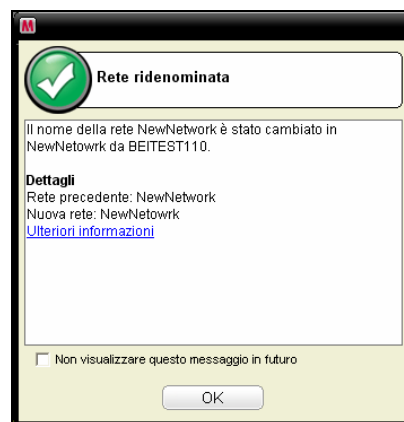 M
Rete ridenominata
Il nome della rete NewNetwork è stato cambiato in
NewNetowrk da BEITEST110.
Dettagli
Rete precedente: NewNetwork
Nuova rete: NewNetowrk
Ulteriori informazioni
Non visualizzare questo messaggio in futuro
OK